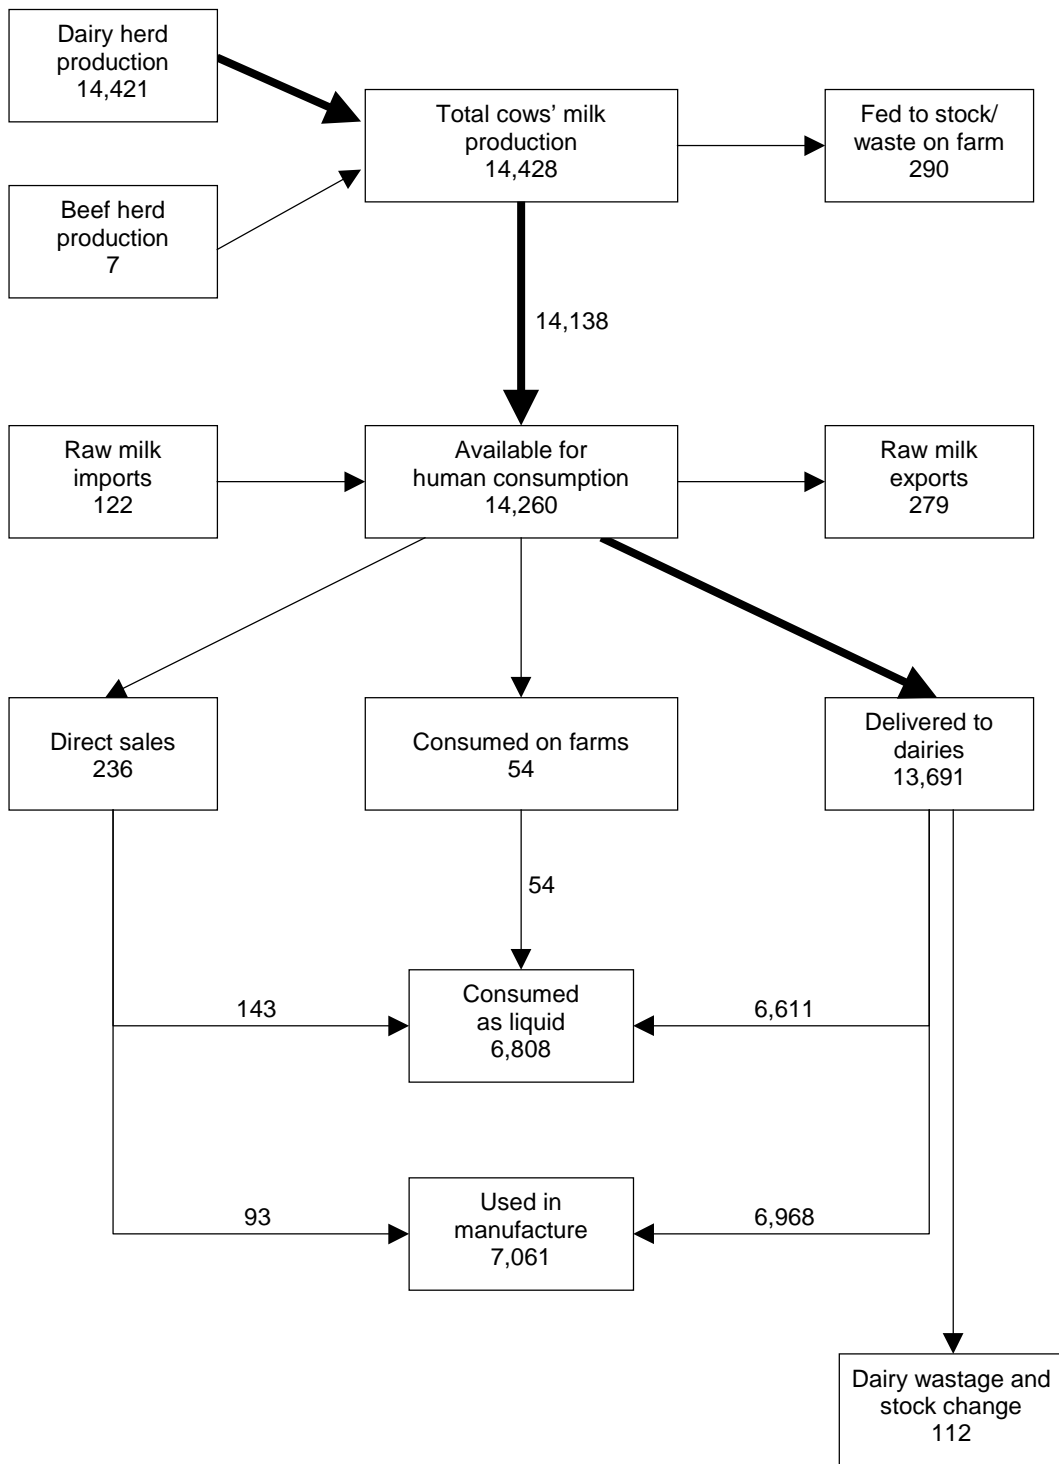 Dairy herd
production
14,421
Total cows’ milk
production
14,428
Fed to stock/
waste on farm
290
Beef herd
production
7
14,138
Raw milk
imports
122
Available for
human consumption
14,260
Raw milk
exports
279
Direct sales
236
Consumed on farms
54
Delivered to
dairies
13,691
54
143
Consumed
as liquid
6,808
6,611
93
Used in
manufacture
7,061
6,968
Dairy wastage and
stock change
112